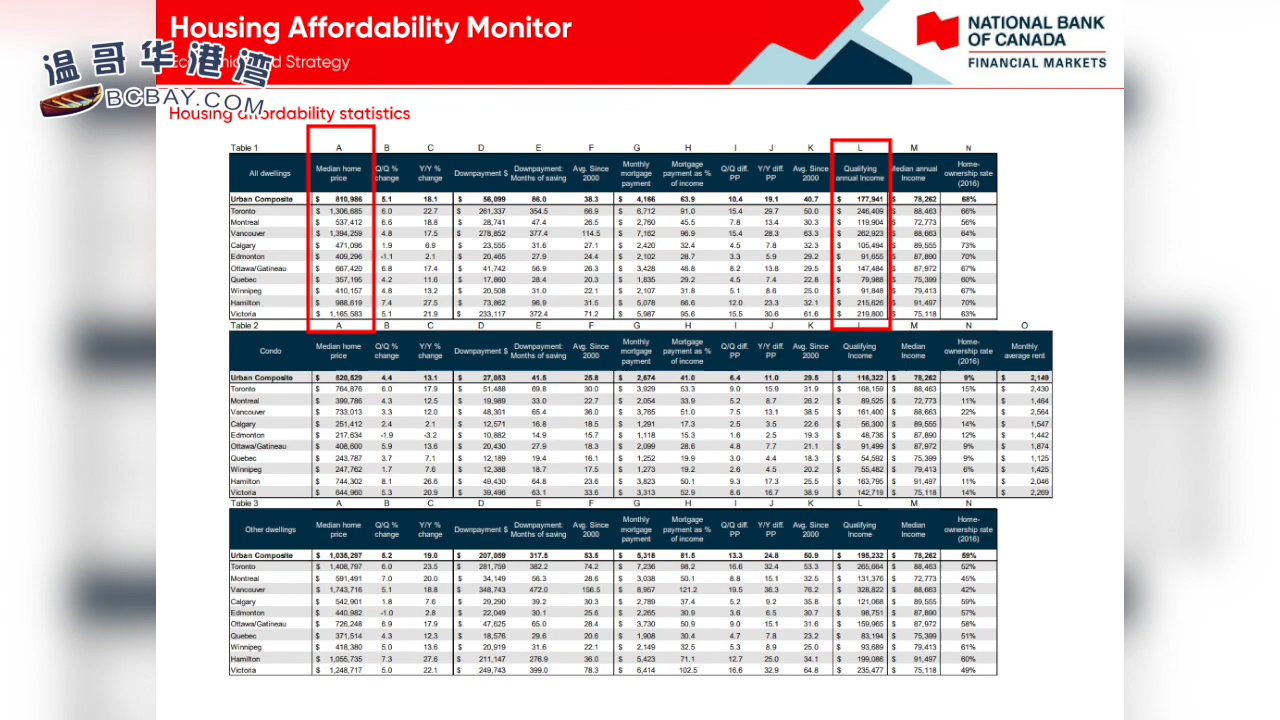 Housing Affordability Monitor
NATIONAL BANK
OF CANADA
FINANCIAL MARKETS
温哥华港湾
BCBAY.COM
d Strategy
Housing affordability statistics
Table 1 A B C D E F G H I J K L M N
All dwellings Median home price Q/Q % change Y/Y % change Downpayment $ Downpayment: Months of saving Avg. Since 2000 Monthly mortgage payment Mortgage payment as % of income Q/Q diff. PP Y/Y diff. PP Avg. Since 2000 Qualifying annual Income Median annual Income Home-ownership rate (2016)
Urban Composite $ 810,986 5.1 18.1 $ 56,099 86.0 38.3 $ 4,166 63.9 10.4 19.1 40.7 $ 177,941 $ 78,262 68%
Toronto $ 1,306,685 6.0 22.7 $ 261,337 354.5 66.9 $ 6,712 91.0 15.4 29.7 50.0 $ 246,409 $ 88,463 66%
Montreal $ 537,412 6.6 18.8 $ 28,741 47.4 26.5 $ 2,760 45.5 7.8 13.4 30.3 $ 119,904 $ 72,773 56%
Vancouver $ 1,394,259 4.8 17.5 $ 278,852 377.4 114.5 $ 7,162 96.9 15.4 28.3 63.3 $ 262,923 $ 88,663 64%
Calgary $ 471,096 1.9 6.9 $ 23,555 31.6 27.1 $ 2,420 32.4 4.5 7.8 32.3 $ 105,494 $ 89,555 73%
Edmonton $ 409,296 -1.1 2.1 $ 20,465 27.9 24.4 $ 2,102 28.7 3.3 5.9 29.2 $ 91,655 $ 87,890 70%
Ottawa/Gatineau $ 667,420 6.8 17.4 $ 41,742 56.9 26.3 $ 3,428 46.8 8.2 13.8 29.5 $ 147,484 $ 87,972 67%
Quebec $ 357,195 4.2 11.6 $ 17,860 28.4 20.3 $ 1,835 29.2 4.5 7.4 22.8 $ 79,988 $ 75,399 60%
Winnipeg $ 410,157 4.8 13.2 $ 20,508 31.0 22.1 $ 2,107 31.8 5.1 8.6 25.0 $ 91,848 $ 79,413 67%
Hamilton $ 988,619 7.4 27.5 $ 73,862 96.9 31.5 $ 5,078 66.6 12.0 23.3 32.1 $ 215,626 $ 91,497 70%
Victoria $ 1,165,583 5.1 21.9 $ 233,117 372.4 71.2 $ 5,987 95.6 15.5 30.6 61.6 $ 219,800 $ 75,118 63%
Table 2 A B C D E F G H I J K L M N O
Condo Median home price Q/Q % change Y/Y % change Downpayment $ Downpayment: Months of saving Avg. Since 2000 Monthly mortgage payment Mortgage payment as % of income Q/Q diff. PP Y/Y diff. PP Avg. Since 2000 Qualifying Income Median Income Home-ownership rate (2016) Monthly average rent
Urban Composite $ 520,529 4.4 13.1 $ 27,053 41.5 25.8 $ 2,674 41.0 6.4 11.0 29.5 $ 116,322 $ 78,262 9% $ 2,149
Toronto $ 764,876 6.0 17.9 $ 51,488 69.8 30.0 $ 3,929 53.3 9.0 15.9 31.9 $ 168,159 $ 88,463 15% $ 2,430
Montreal $ 399,786 4.3 12.5 $ 19,989 33.0 22.7 $ 2,054 33.9 5.2 8.7 26.2 $ 89,525 $ 72,773 11% $ 1,464
Vancouver $ 733,013 3.3 12.0 $ 48,301 65.4 36.0 $ 3,765 51.0 7.5 13.1 38.5 $ 161,400 $ 88,663 22% $ 2,564
Calgary $ 251,412 2.4 2.1 $ 12,571 16.8 18.5 $ 1,291 17.3 2.5 3.5 22.6 $ 56,300 $ 89,555 14% $ 1,547
Edmonton $ 217,634 -1.9 -3.2 $ 10,882 14.9 15.7 $ 1,118 15.3 1.6 2.5 19.3 $ 48,736 $ 87,890 12% $ 1,442
Ottawa/Gatineau $ 408,600 5.9 13.6 $ 20,430 27.9 18.3 $ 2,099 28.6 4.8 7.7 21.1 $ 91,499 $ 87,972 9% $ 1,874
Quebec $ 243,787 3.7 7.1 $ 12,189 19.4 16.1 $ 1,252 19.9 3.0 4.4 18.3 $ 54,592 $ 75,399 9% $ 1,125
Winnipeg $ 247,762 1.7 7.6 $ 12,388 18.7 17.5 $ 1,273 19.2 2.6 4.5 20.2 $ 55,482 $ 79,413 6% $ 1,425
Hamilton $ 744,302 8.1 26.6 $ 49,430 64.8 23.6 $ 3,823 50.1 9.3 17.3 25.5 $ 163,795 $ 91,497 11% $ 2,046
Victoria $ 644,960 5.3 20.9 $ 39,496 63.1 33.6 $ 3,313 52.9 8.6 16.7 38.9 $ 142,719 $ 75,118 14% $ 2,269
Table 3 A B C D E F G H I J K L M N
Other dwellings Median home price Q/Q % change Y/Y % change Downpayment $ Downpayment: Months of saving Avg. Since 2000 Monthly mortgage payment Mortgage payment as % of income Q/Q diff. PP Y/Y diff. PP Avg. Since 2000 Qualifying Income Median Income Home-ownership rate (2016)
Urban Composite $ 1,035,297 5.2 19.0 $ 207,059 317.5 53.5 $ 5,318 81.5 13.3 24.8 50.9 $ 195,232 $ 78,262 59%
Toronto $ 1,408,797 6.0 23.5 $ 281,759 382.2 74.2 $ 7,236 98.2 16.6 32.4 53.3 $ 265,664 $ 88,463 52%
Montreal $ 591,491 7.0 20.0 $ 34,149 56.3 28.6 $ 3,038 50.1 8.8 15.1 32.5 $ 131,376 $ 72,773 45%
Vancouver $ 1,743,716 5.1 18.8 $ 348,743 472.0 156.5 $ 8,957 121.2 19.5 36.3 76.2 $ 328,822 $ 88,663 42%
Calgary $ 542,901 1.8 7.6 $ 29,290 39.2 30.3 $ 2,789 37.4 5.2 9.2 35.8 $ 121,068 $ 89,555 59%
Edmonton $ 440,982 -1.0 2.8 $ 22,049 30.1 25.6 $ 2,265 30.9 3.6 6.5 30.7 $ 98,751 $ 87,890 57%
Ottawa/Gatineau $ 726,248 6.9 17.9 $ 47,625 65.0 28.4 $ 3,730 50.9 9.0 15.1 31.6 $ 159,965 $ 87,972 58%
Quebec $ 371,514 4.3 12.3 $ 18,576 29.6 20.6 $ 1,908 30.4 4.7 7.8 23.2 $ 83,194 $ 75,399 51%
Winnipeg $ 418,380 5.0 13.6 $ 20,919 31.6 22.1 $ 2,149 32.5 5.3 8.9 25.0 $ 93,689 $ 79,413 61%
Hamilton $ 1,055,735 7.3 27.6 $ 211,147 276.9 36.0 $ 5,423 71.1 12.7 25.0 34.1 $ 199,086 $ 91,497 60%
Victoria $ 1,248,717 5.0 22.1 $ 249,743 399.0 78.3 $ 6,414 102.5 16.6 32.9 64.8 $ 235,477 $ 75,118 49%